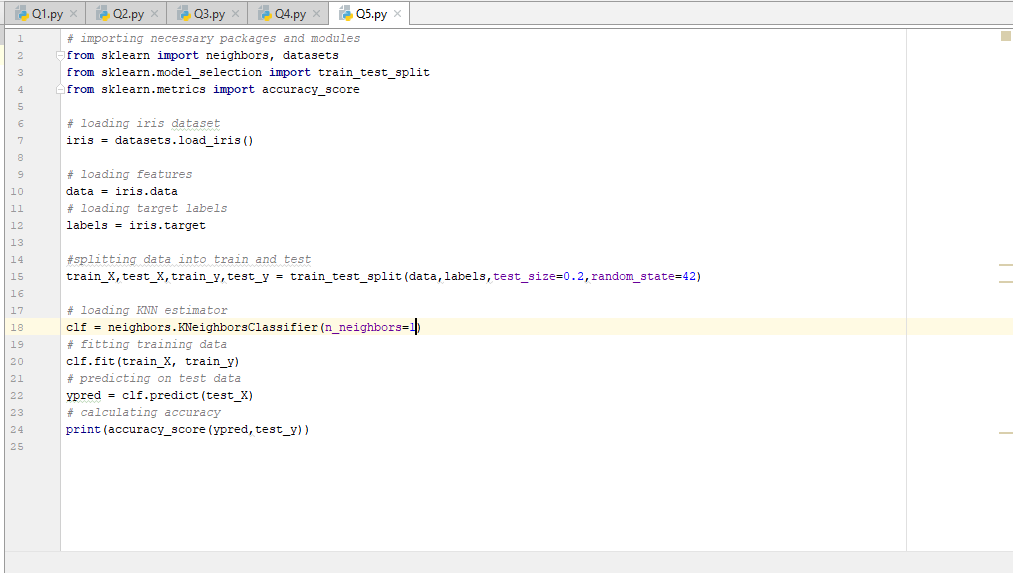 Q1.py Q2.py Q3.py Q4.py Q5.py
1 # importing necessary packages and modules
2 from sklearn import neighbors, datasets
3 from sklearn.model_selection import train_test_split
4 from sklearn.metrics import accuracy_score
5
6 # loading iris dataset
7 iris = datasets.load_iris()
8
9 # loading features
10 data = iris.data
11 # loading target labels
12 labels = iris.target
13
14 #splitting data into train and test
15 train_X,test_X,train_y,test_y = train_test_split(data,labels,test_size=0.2,random_state=42)
16
17 # loading KNN estimator
18 clf = neighbors.KNeighborsClassifier(n_neighbors=1)
19 # fitting training data
20 clf.fit(train_X, train_y)
21 # predicting on test data
22 ypred = clf.predict(test_X)
23 # calculating accuracy
24 print(accuracy_score(ypred,test_y))
25